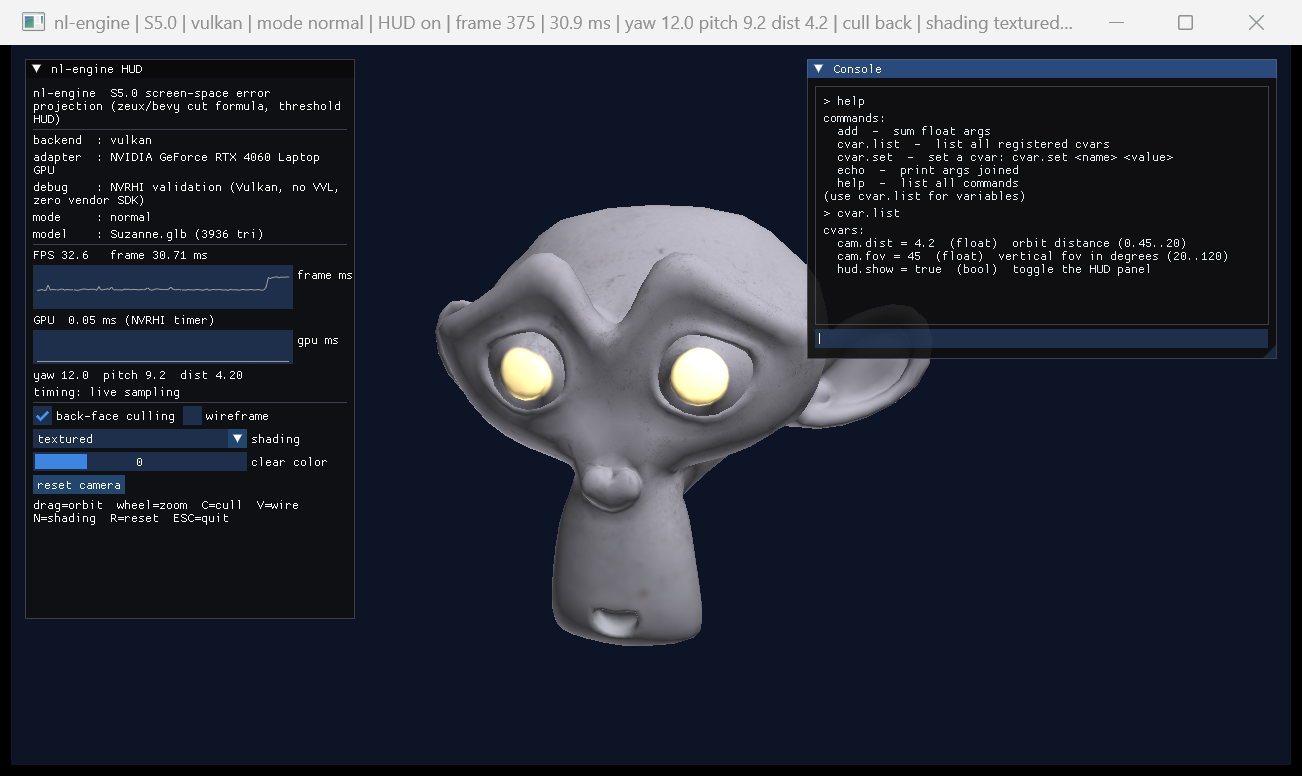 nl-engine | S5.0 | vulkan | mode normal | HUD on | frame 375 | 30.9 ms | yaw 12.0 pitch 9.2 dist 4.2 | cull back | shading textured...
nl-engine HUD
nl-engine  S5.0 screen-space error
projection (zeux/bevy cut formula, threshold
HUD)
backend  : vulkan
adapter  : NVIDIA GeForce RTX 4060 Laptop
GPU
debug    : NVRHI validation (Vulkan, no VVL,
zero vendor SDK)
mode     : normal
model    : Suzanne.glb (3936 tri)
FPS 32.6   frame 30.71 ms
frame ms
GPU  0.05 ms (NVRHI timer)
gpu ms
yaw 12.0  pitch 9.2  dist 4.20
timing: live sampling
back-face culling  wireframe
textured  shading
0  clear color
reset camera
drag=orbit  wheel=zoom  C=cull  V=wire
N=shading  R=reset  ESC=quit
Console
> help
commands:
  add  -  sum float args
  cvar.list  -  list all registered cvars
  cvar.set  -  set a cvar: cvar.set <name> <value>
  echo  -  print args joined
  help  -  list all commands
(use cvar.list for variables)
> cvar.list
cvars:
  cam.dist = 4.2  (float)  orbit distance (0.45..20)
  cam.fov = 45  (float)  vertical fov in degrees (20..120)
  hud.show = true  (bool)  toggle the HUD panel